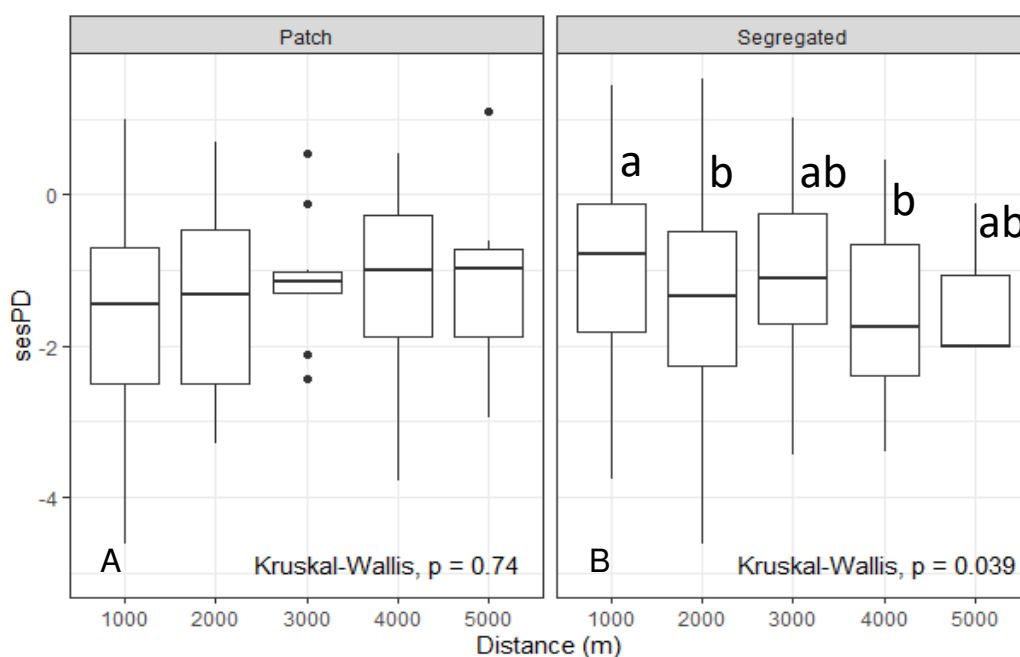 Patch
Segregated
sesPD
0
-2
-4
a
b
ab
b
ab
A
Kruskal-Wallis, p = 0.74
B
Kruskal-Wallis, p = 0.039
1000 2000 3000 4000 5000
1000 2000 3000 4000 5000
Distance (m)